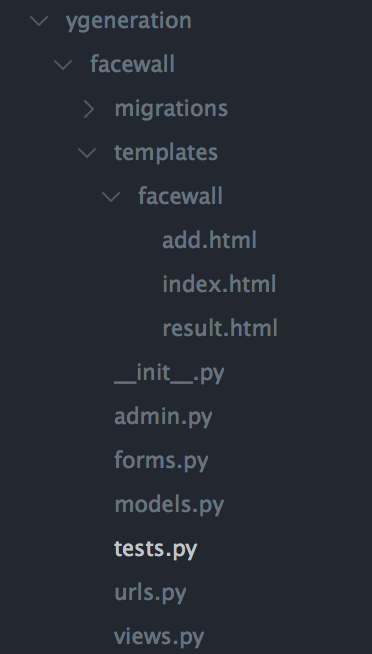 ygeneration
facewall
migrations
templates
facewall
add.html
index.html
result.html
__init__.py
admin.py
forms.py
models.py
tests.py
urls.py
views.py